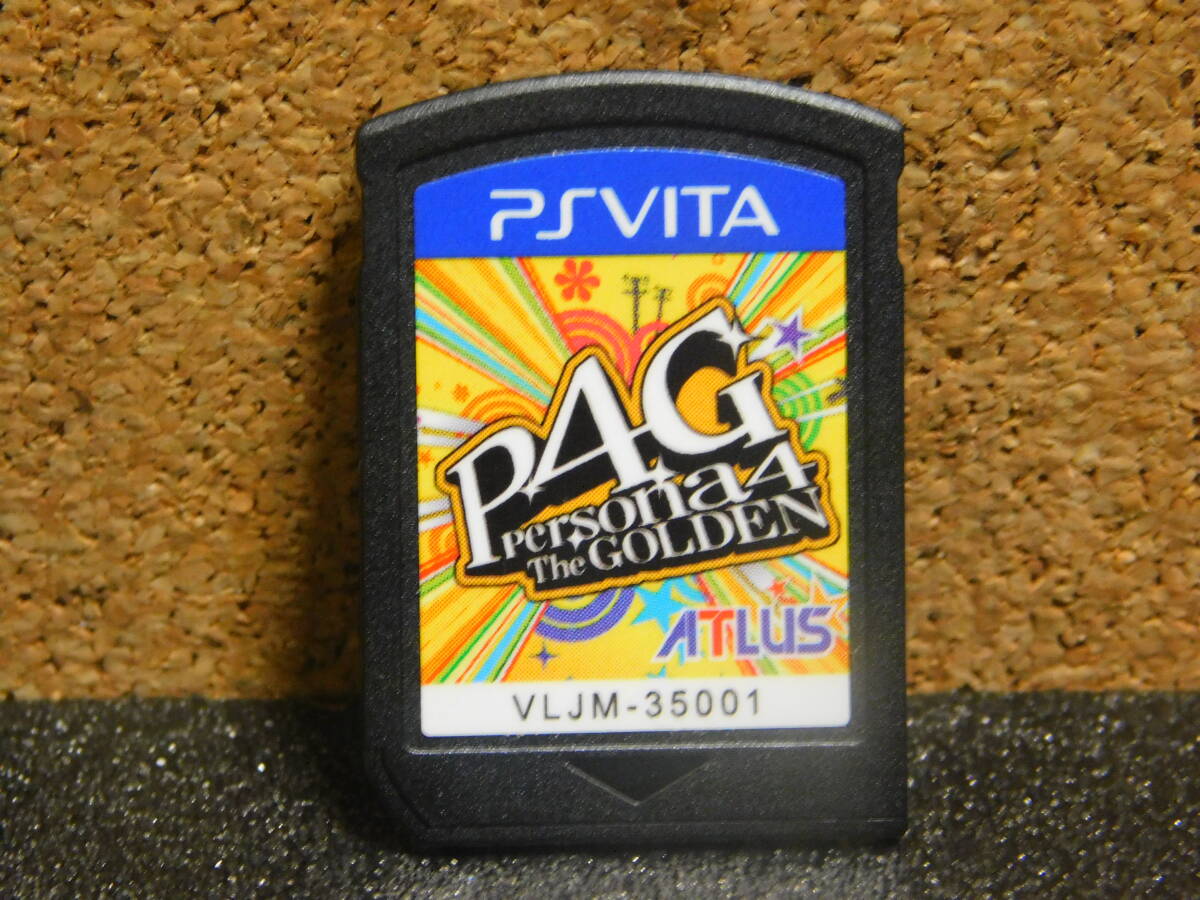 PSVITA
P4G
Persona4
The GOLDEN
ATLUS
VLJM-35001